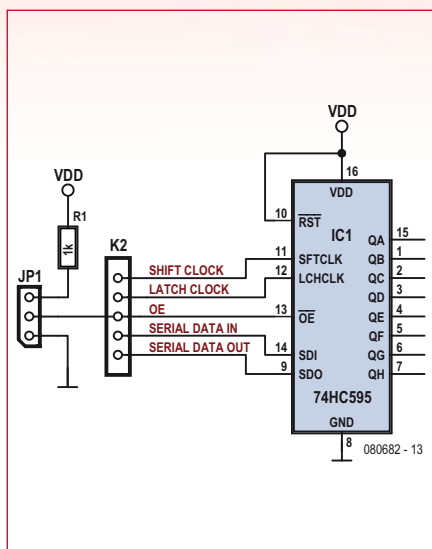 VDD
16
VDD
VDD
10
RST
R1
IC1
15
QA
1k
K2
11
SFTCLK
QB
1
JP1
SHIFT CLOCK
12
LCHCLK
QC
2
LATCH CLOCK
QD
3
OE
13
OE
QE
4
SERIAL DATA IN
14
SDI
QF
5
SERIAL DATA OUT
9
SDO
QG
6
QH
7
74HC595
GND
8
080682 - 13